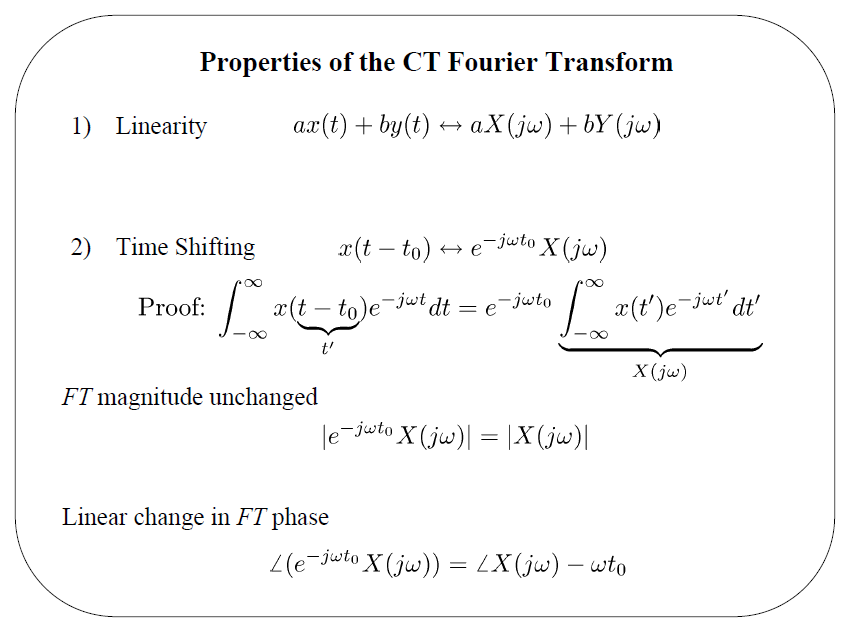 Properties of the CT Fourier Transform
1) Linearity ax(t) + by(t) ↔ aX(jω) + bY(jω)
2) Time Shifting x(t − t₀) ↔ e^{−jωt₀} X(jω)
Proof: ∫_{−∞}^{∞} x(t − t₀)e^{−jωt}dt = e^{−jωt₀} ∫_{−∞}^{∞} x(t′)e^{−jωt′}dt′
t′
X(jω)
FT magnitude unchanged
|e^{−jωt₀} X(jω)| = |X(jω)|
Linear change in FT phase
∠(e^{−jωt₀} X(jω)) = ∠X(jω) − ωt₀